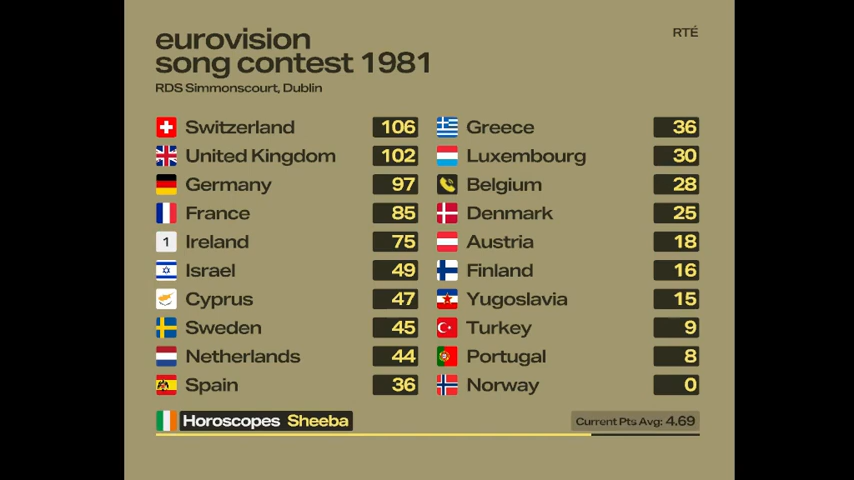 eurovision
song contest 1981
RTÉ
RDS Simmonscourt, Dublin
Switzerland 106
United Kingdom 102
Germany 97
France 85
1 Ireland 75
Israel 49
Cyprus 47
Sweden 45
Netherlands 44
Spain 36
Greece 36
Luxembourg 30
Belgium 28
Denmark 25
Austria 18
Finland 16
Yugoslavia 15
Turkey 9
Portugal 8
Norway 0
Horoscopes Sheeba
Current Pts Avg: 4.69